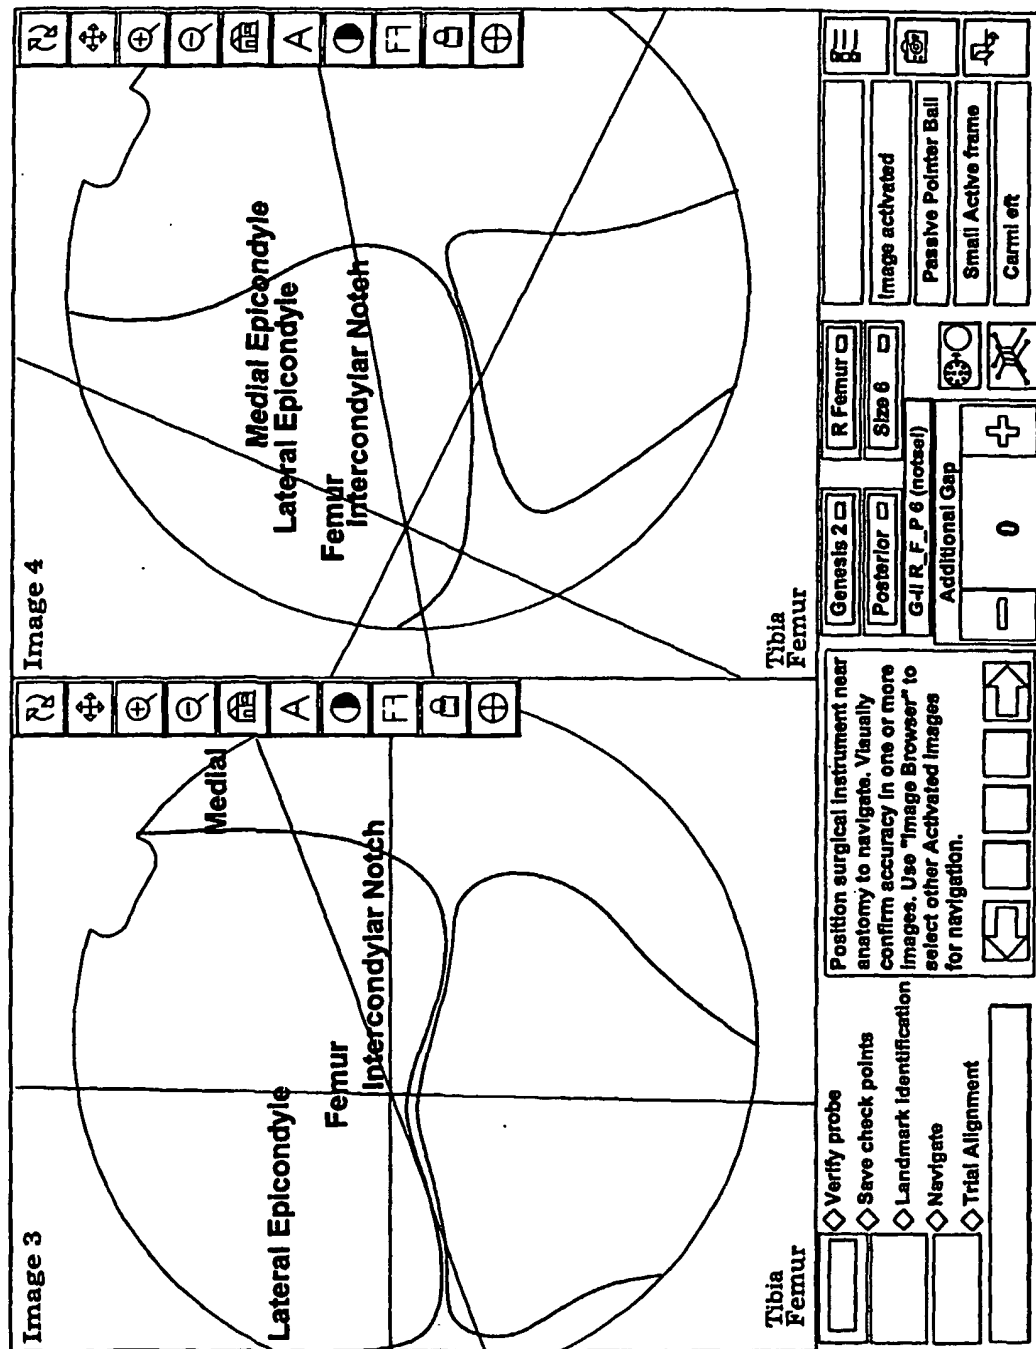 Image 3
Medial
Lateral Epicondyle
Femur
Intercondylar Notch
Tibia
Femur
Image 4
Medial Epicondyle
Lateral Epicondyle
Femur
Intercondylar Notch
Tibia
Femur
Verify probe
Save check points
Landmark Identification
Navigate
Trial Alignment
Position surgical instrument near
anatomy to navigate. Visually
confirm accuracy in one or more
images. Use "Image Browser" to
select other Activated images
for navigation.
Genesis 2
R Femur
Posterior
Size 6
G-II R_F_P 6 (notsel)
Additional Gap
0
Image activated
Passive Pointer Ball
Small Active frame
Carml eft